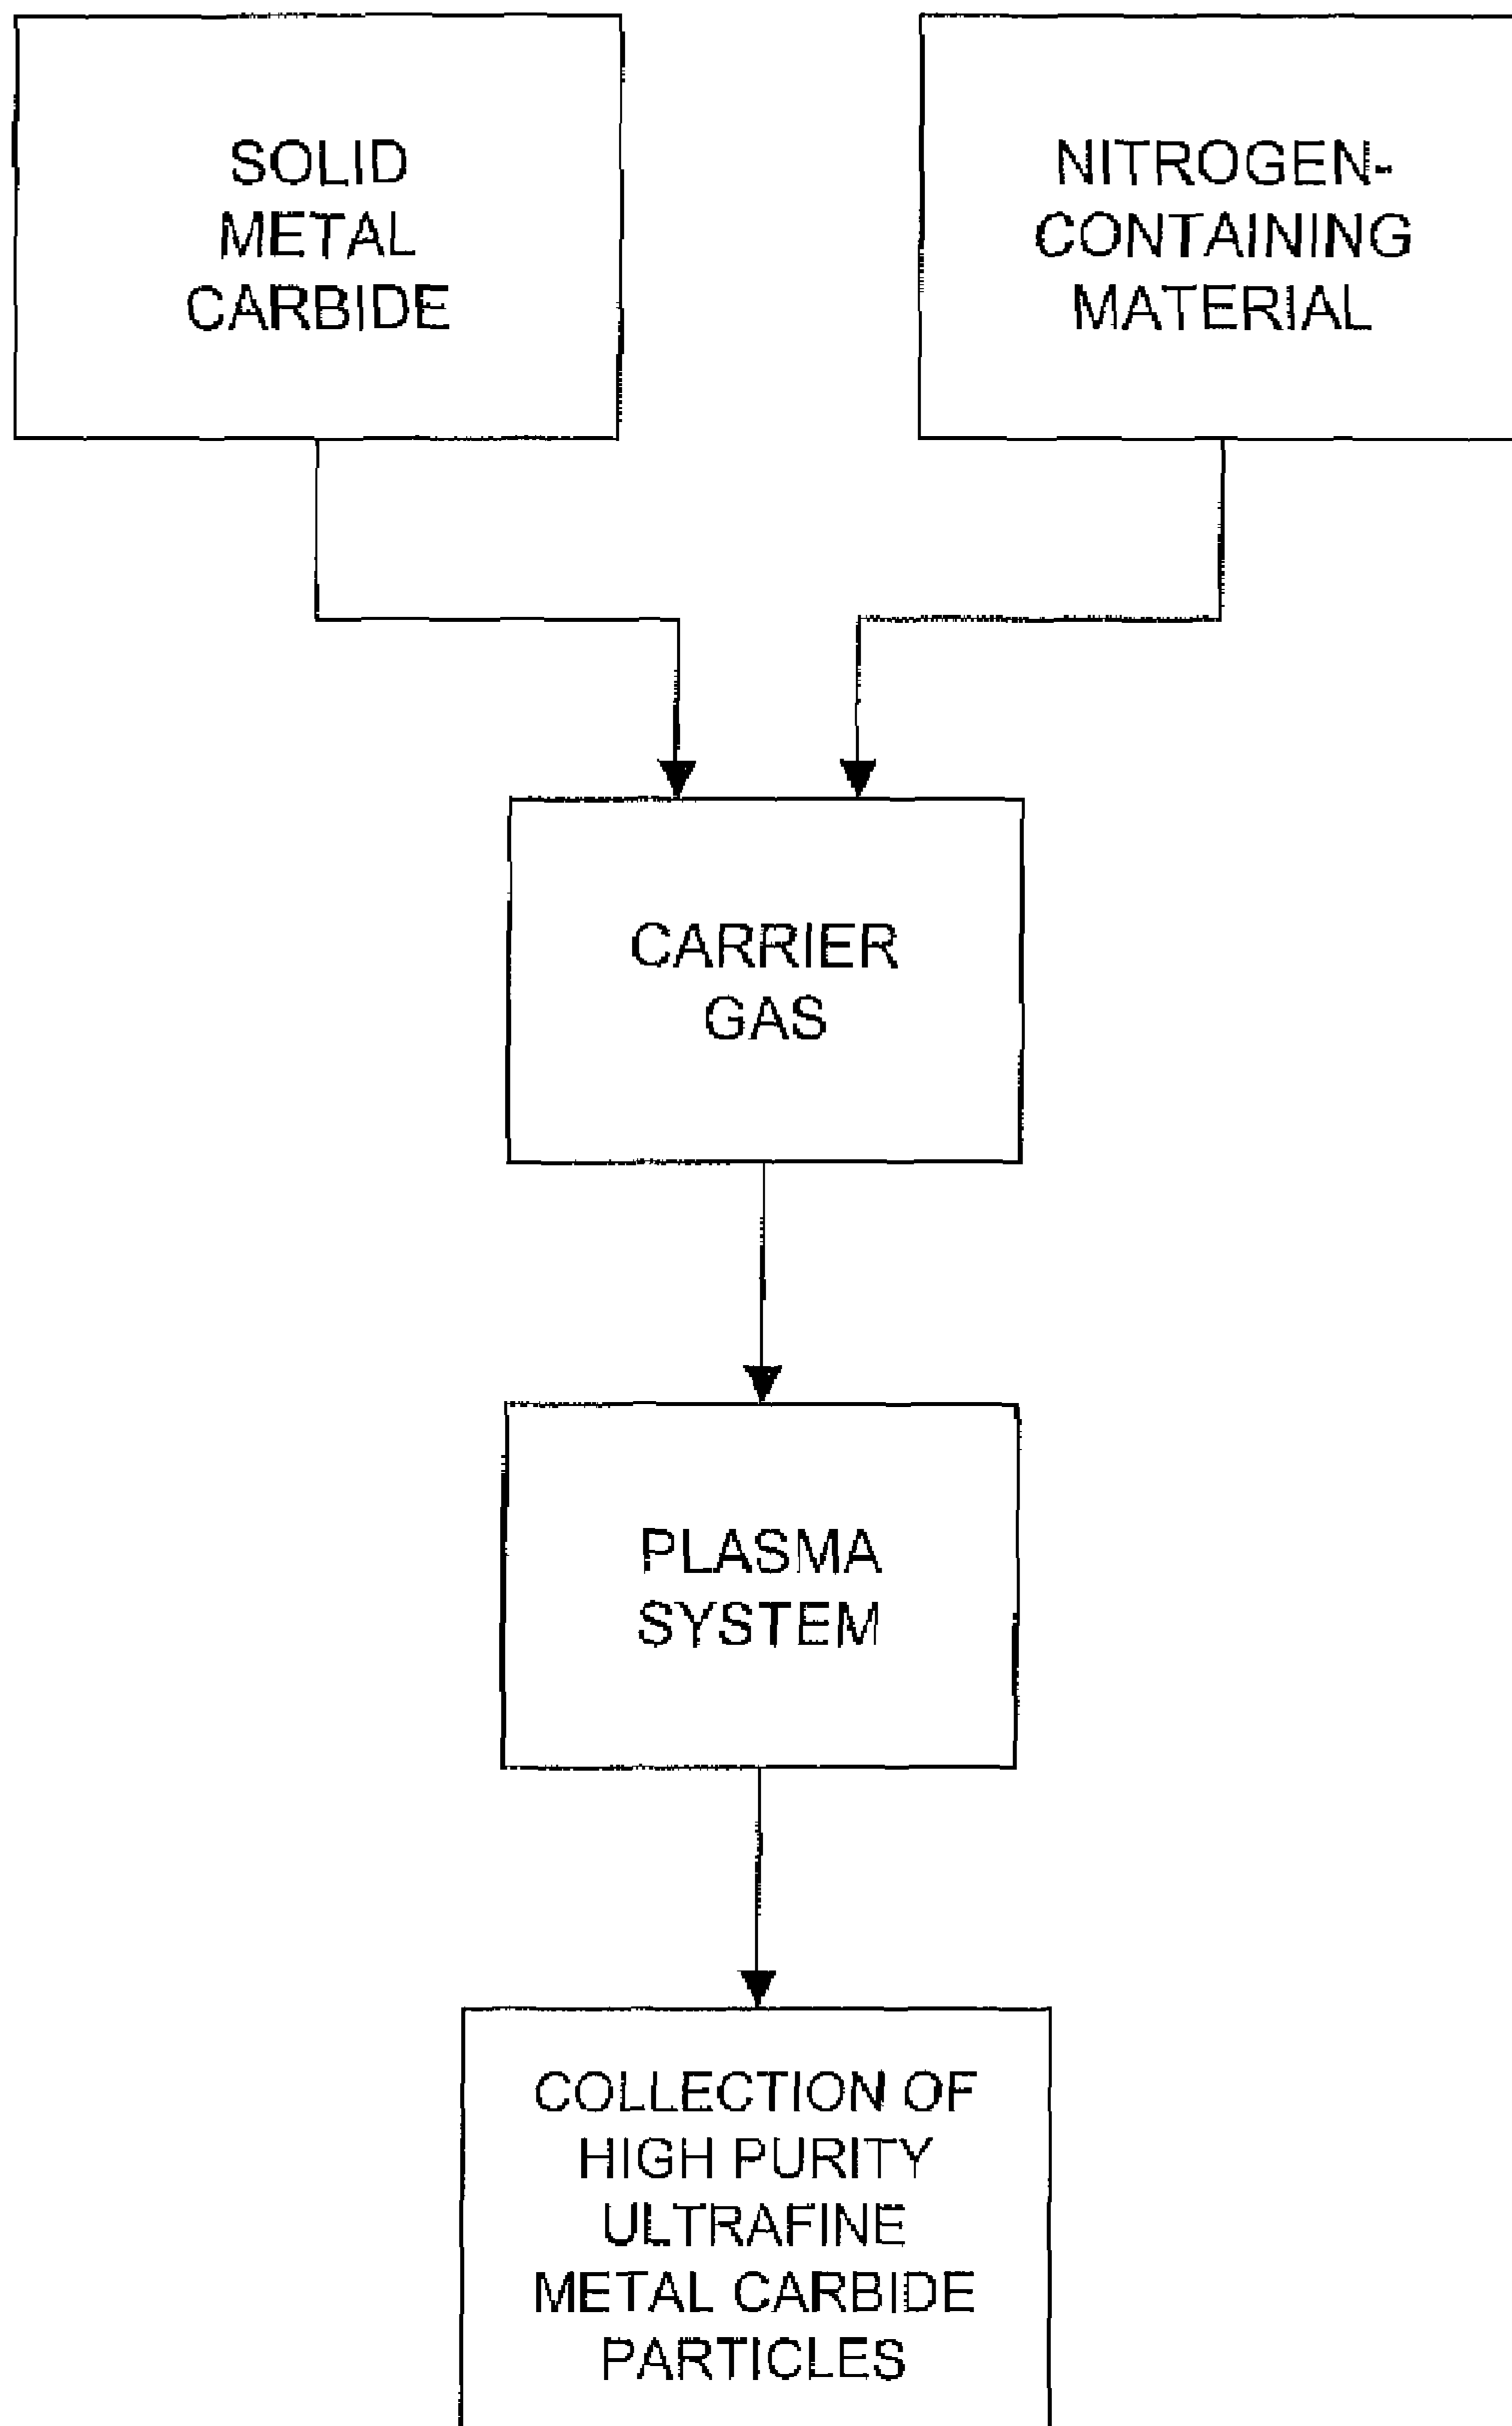 SOLID
METAL
CARBIDE
NITROGEN-
CONTAINING
MATERIAL
CARRIER
GAS
PLASMA
SYSTEM
COLLECTION OF
HIGH PURITY
ULTRAFINE
METAL CARBIDE
PARTICLES